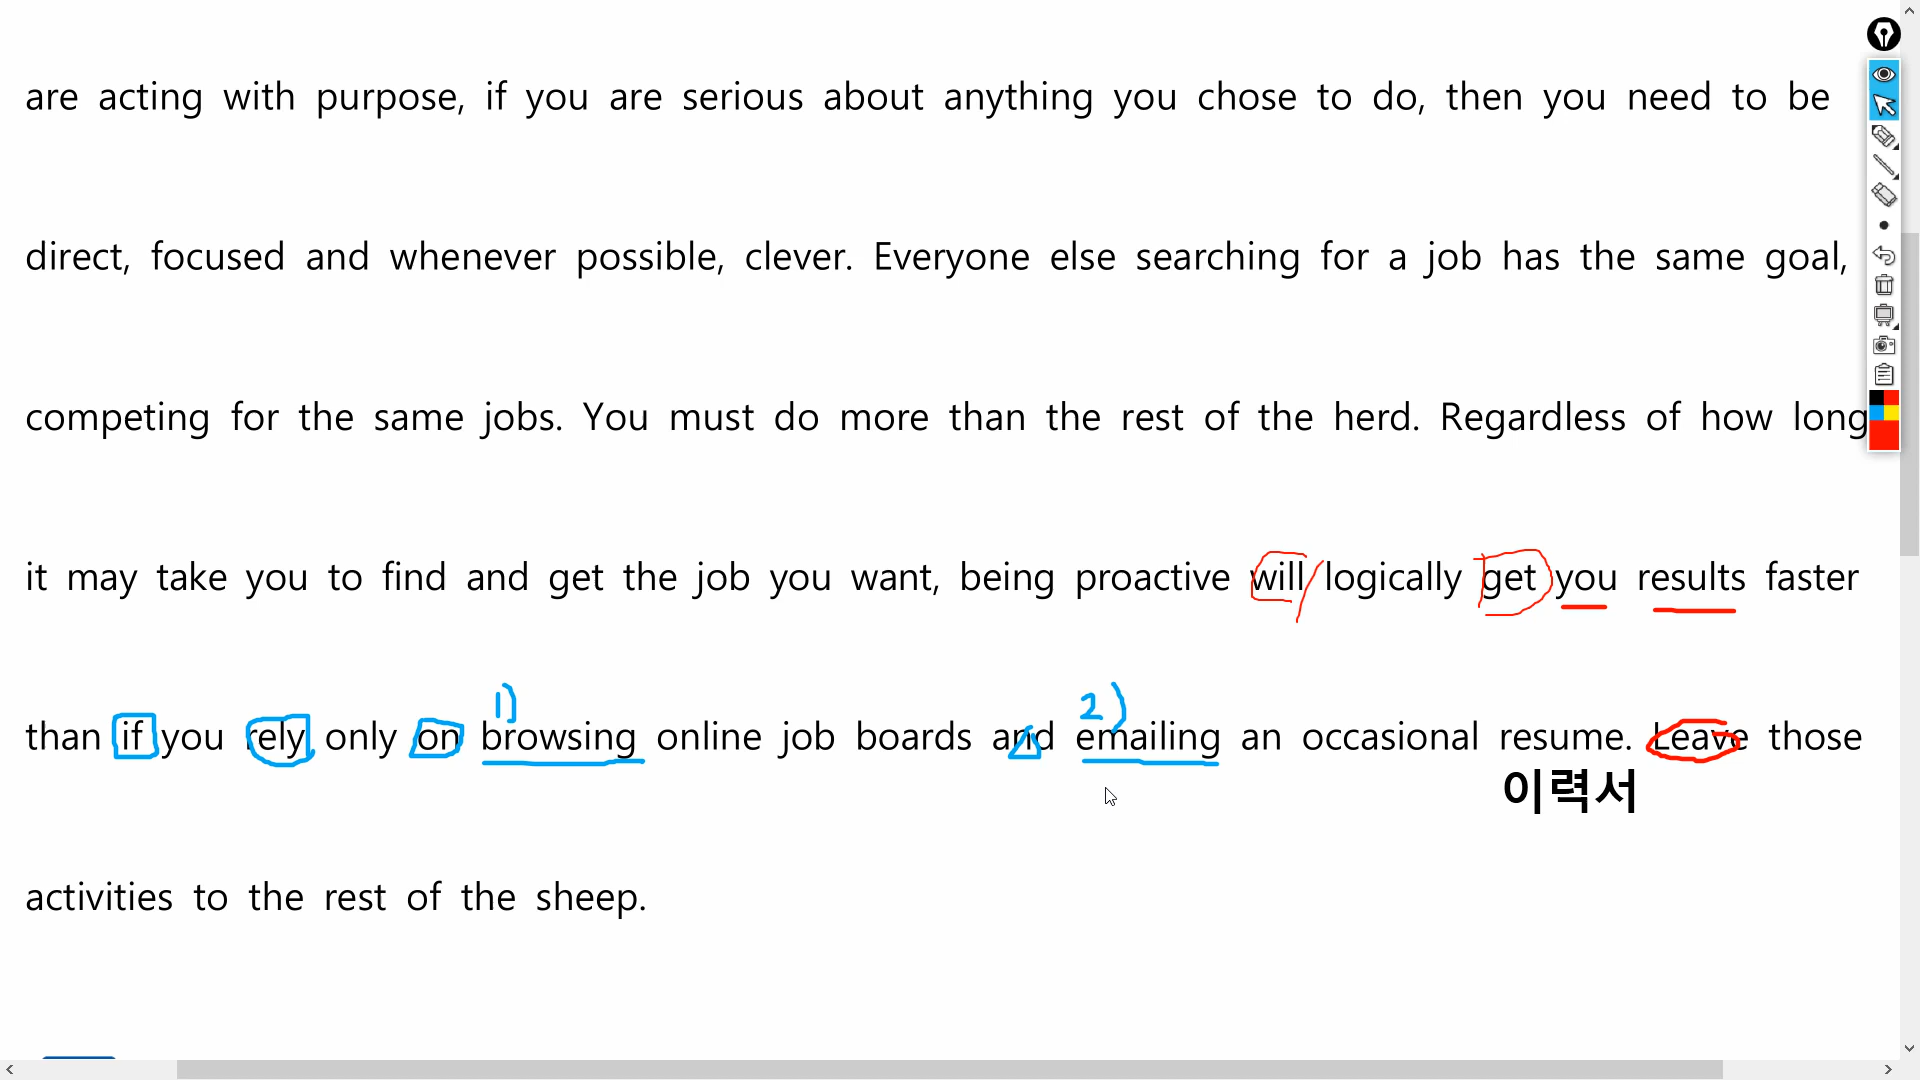 are acting with purpose, if you are serious about anything you chose to do, then you need to be
direct, focused and whenever possible, clever. Everyone else searching for a job has the same goal,
competing for the same jobs. You must do more than the rest of the herd. Regardless of how long
it may take you to find and get the job you want, being proactive will logically get you results faster
1) 2)
than if you rely only on browsing online job boards and emailing an occasional resume. Leave those
이력서
activities to the rest of the sheep.